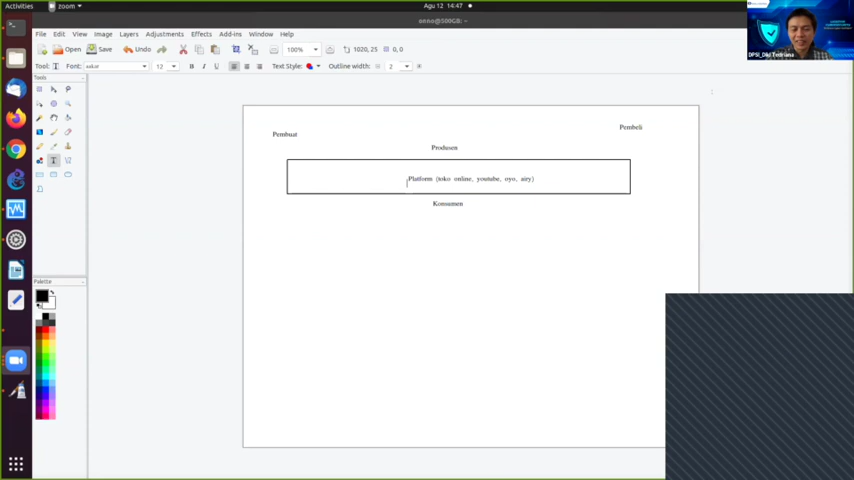 Activities
zoom
Agu 12 14:47
onno@500GB: ~
File Edit View Image Layers Adjustments Effects Add-ins Window Help
Open Save Undo 100% 1020, 25 0, 0
Tool: T Font: 12 B I U Text Style: Outline width: 2
Tools
Pembuat
Pembeli
Produsen
Platform (toko online, youtube, oyo, airy)
Konsumen
Palette